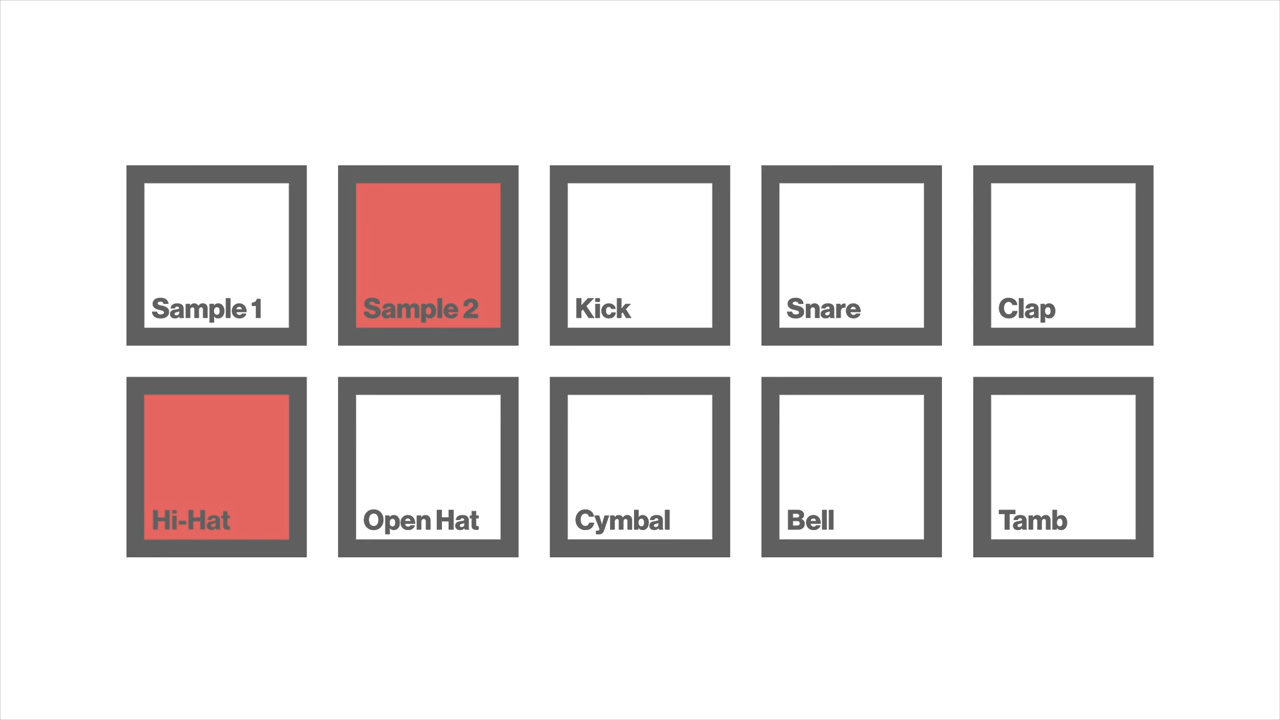 Sample 1
Sample 2
Kick
Snare
Clap
Hi-Hat
Open Hat
Cymbal
Bell
Tamb